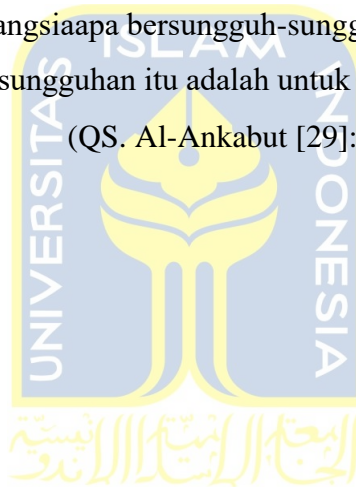 angsiaapa bersungguh-sungg
sungguhan itu adalah untuk
(QS. Al-Ankabut [29]:
ISLAM
UNIVERSITAS
INDONESIA